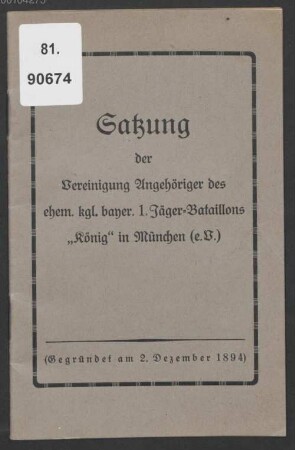 81.
90674
Satzung
der
Vereinigung Angehöriger des
ehem. kgl. bayer. 1. Jäger-Bataillons
„König“ in München (e.V.)
(Gegründet am 2. Dezember 1894)